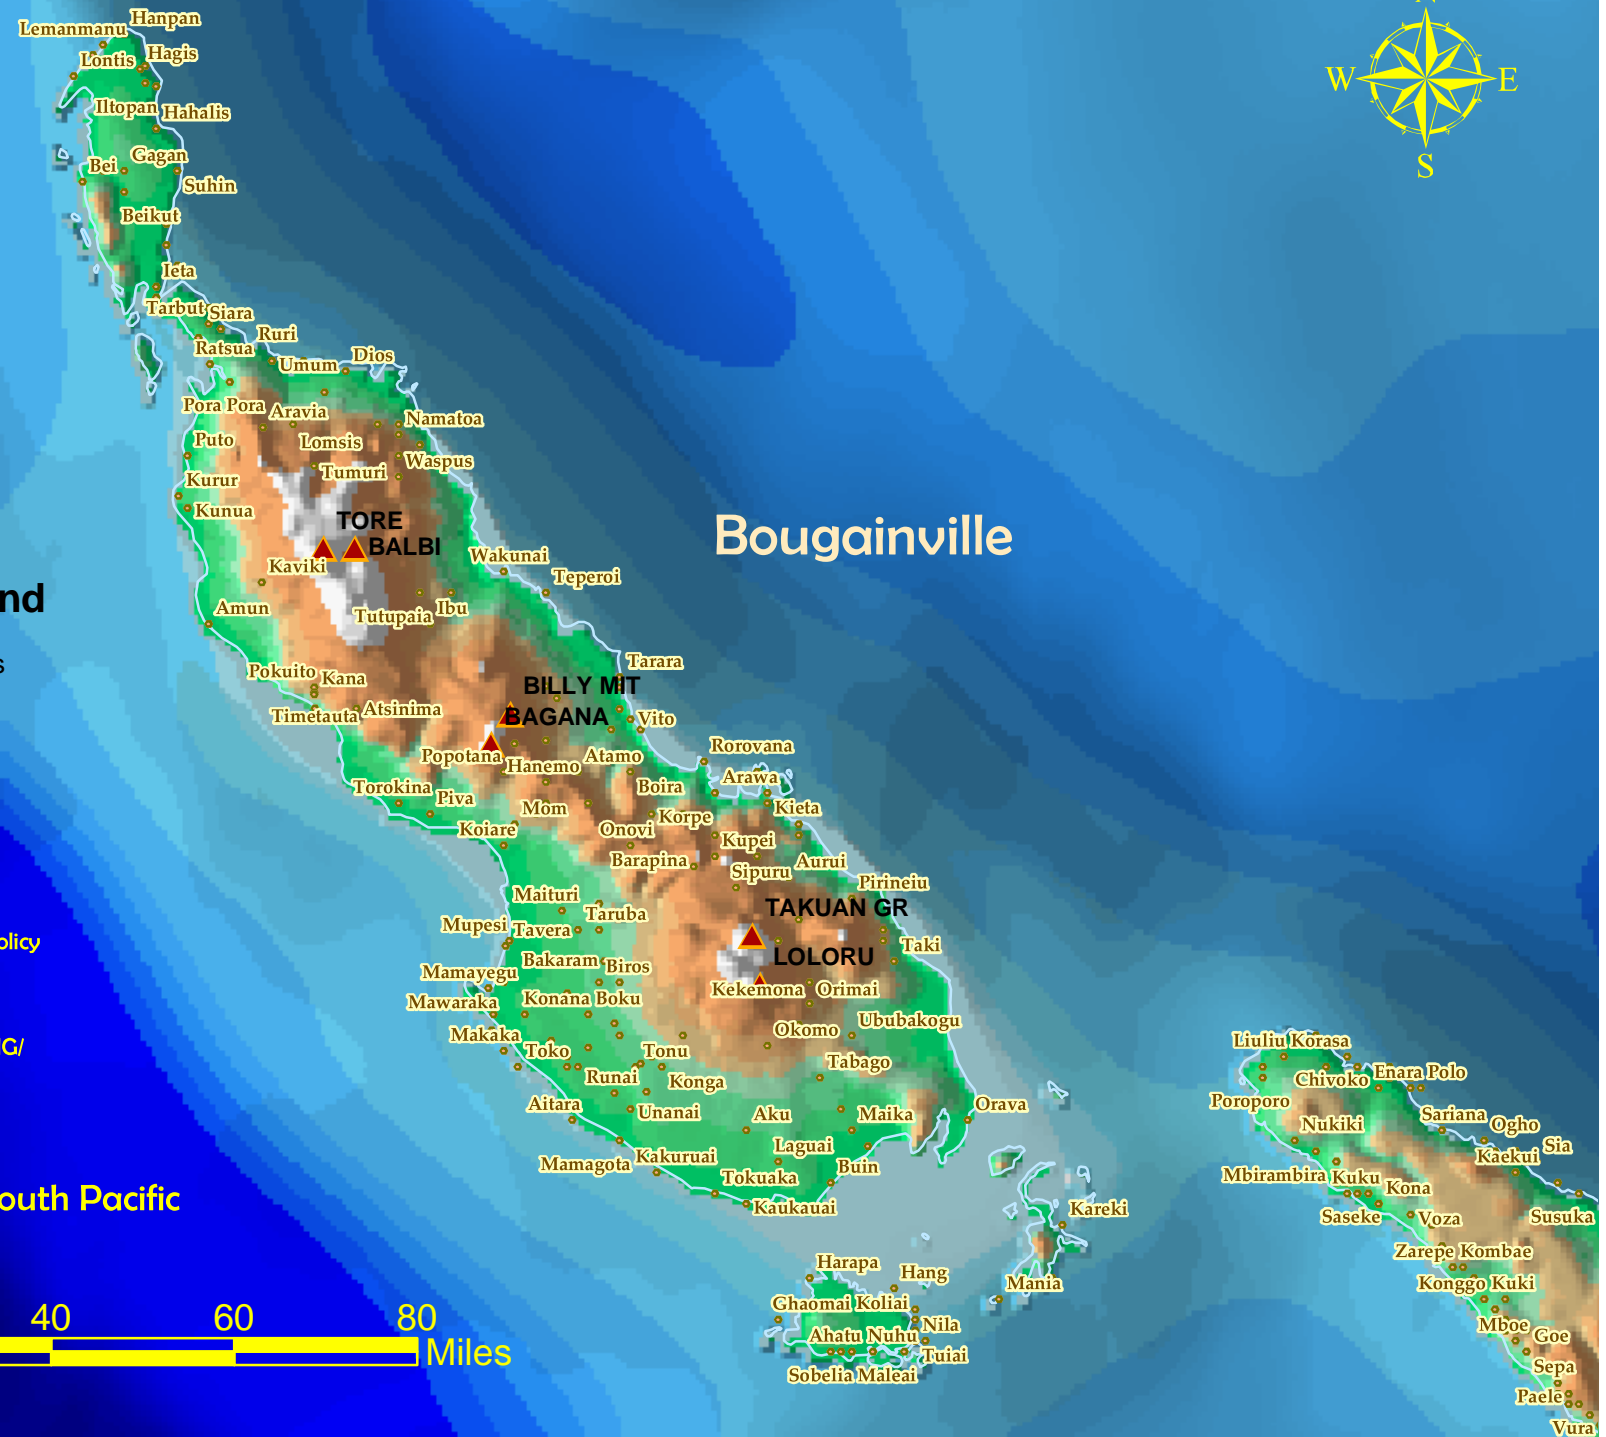 Hanpan
Lemanmanu
Hagis
Lontis
Iltopan
Hahalis
Gagan
Bei
Suhin
Beikut
Ieta
Tarbut
Siara
Ruri
Ratsua
Dios
Umum
Pora Pora
Aravia
Namatoa
Puto
Lomsis
Waspus
Tumuri
Kurur
Kunua
TORE
BALBI
Wakunai
Kaviki
Teperoi
Amun
Ibu
Tutupaia
Tarara
Pokuito
Kana
BILLY MIT
Timetauta
Atsinima
BAGANA
Vito
Rorovana
Popotana
Hanemo
Atamo
Arawa
Torokina
Piva
Boira
Mom
Kieta
Korpe
Koiare
Onovi
Kupei
Barapina
Aurui
Sipuru
Pirineiu
Maituri
TAKUAN GR
Taruba
Mupesi
Tavera
Taki
LOLORU
Bakaram
Biros
Mamayegu
Kekemona
Orimai
Mawaraka
Konana
Boku
Ububakogu
Makaka
Okomo
Toko
Tonu
Tabago
Runai
Konga
Aitara
Unanai
Aku
Maika
Orava
Laguai
Kakuruai
Mamagota
Buin
Tokuaka
Kaukauai
Kareki
Harapa
Hang
Mania
Ghaomai
Koliai
Nila
Ahatu
Nuhu
Tuiai
Sobelia
Maleai
Bougainville
N
W
E
S
Liuliu
Korasa
Chivoko
Enara
Polo
Poroporo
Sariana
Nukiki
Ogho
Sia
Kaekui
Mbirambira
Kuku
Kona
Saseke
Voza
Susuka
Zarepe
Kombae
Konggo
Kuki
Mboe
Goe
Sepa
Paele
Vura
nd
s
olicy
IG/
outh Pacific
40
60
80
Miles